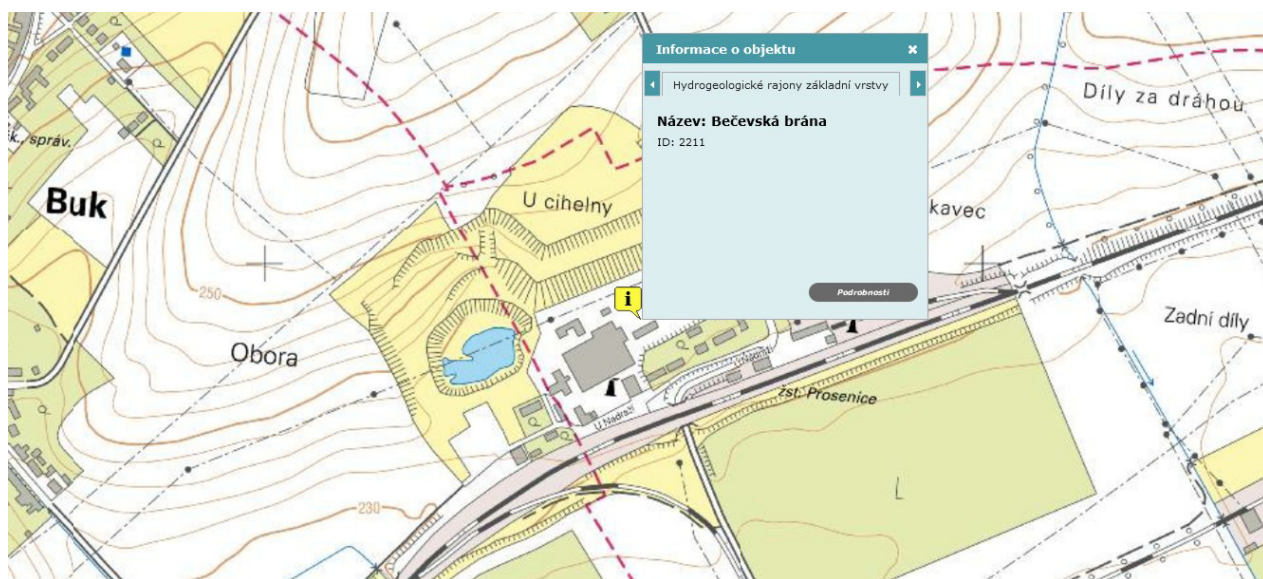 Informace o objektu
Hydrogeologické rajony základní vrstvy
Název: Bečevská brána
ID: 2211
Podrobnosti
i
Díly za dráhou
správ.
Buk
U cihelny
kavec
250
Obora
Zadní díly
U Nádraží
žst. Prosenice
U Nádraží
L
230